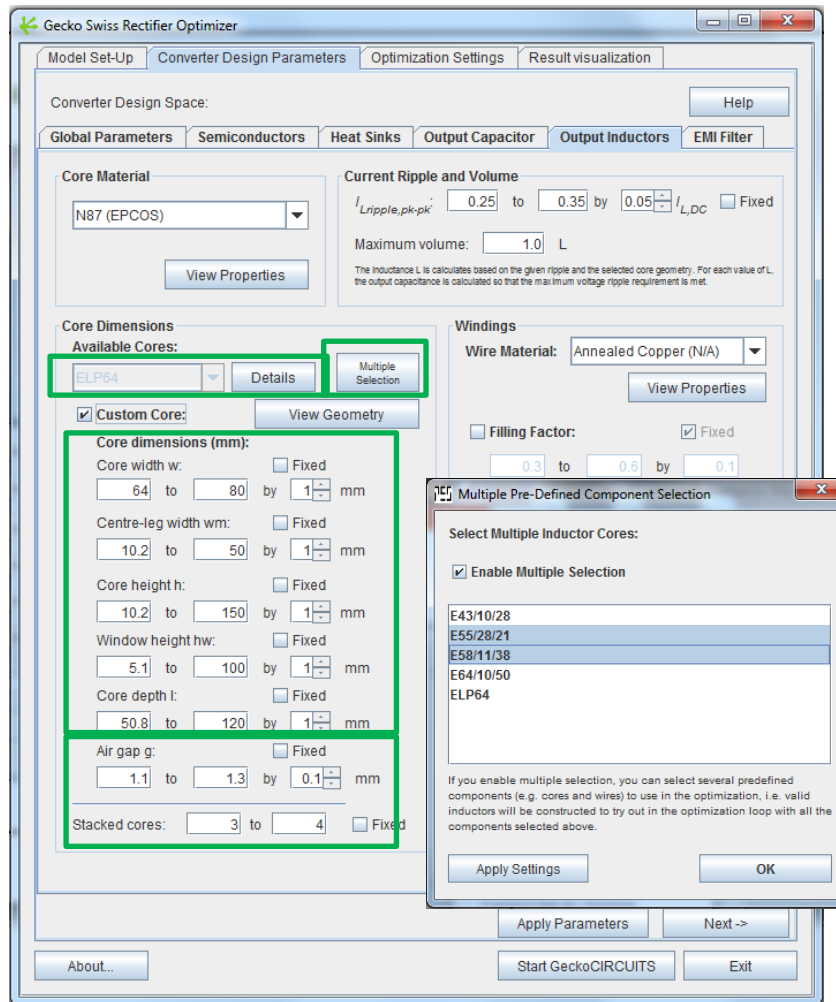 Gecko Swiss Rectifier Optimizer
Model Set-Up Converter Design Parameters Optimization Settings Result visualization
Converter Design Space:
Help
Global Parameters Semiconductors Heat Sinks Output Capacitor Output Inductors EMI Filter
Core Material
N87 (EPCOS)
View Properties
Current Ripple and Volume
I Lripple,pk-pk: 0.25 to 0.35 by 0.05 I L,DC Fixed
Maximum volume: 1.0 L
The Inductance L is calculates based on the given ripple and the selected core geometry. For each value of L,
the output capacitance is calculated so that the maximum voltage ripple requirement is met.
Core Dimensions
Available Cores:
ELP64 Details
Multiple
Selection
Custom Core: View Geometry
Core dimensions (mm):
Core width w: Fixed
64 to 80 by 1 mm
Centre-leg width wm: Fixed
10.2 to 50 by 1 mm
Core height h: Fixed
10.2 to 150 by 1 mm
Window height hw: Fixed
5.1 to 100 by 1 mm
Core depth l: Fixed
50.8 to 120 by 1 mm
Air gap g: Fixed
1.1 to 1.3 by 0.1 mm
Stacked cores: 3 to 4 Fixed
Windings
Wire Material: Annealed Copper (N/A)
View Properties
Filling Factor: Fixed
0.3 to 0.6 by 0.1
Multiple Pre-Defined Component Selection
Select Multiple Inductor Cores:
Enable Multiple Selection
E43/10/28
E55/28/21
E58/11/38
E64/10/50
ELP64
If you enable multiple selection, you can select several predefined
components (e.g. cores and wires) to use in the optimization, i.e. valid
inductors will be constructed to try out in the optimization loop with all the
components selected above.
Apply Settings OK
Apply Parameters Next ->
About... Start GeckoCIRCUITS Exit